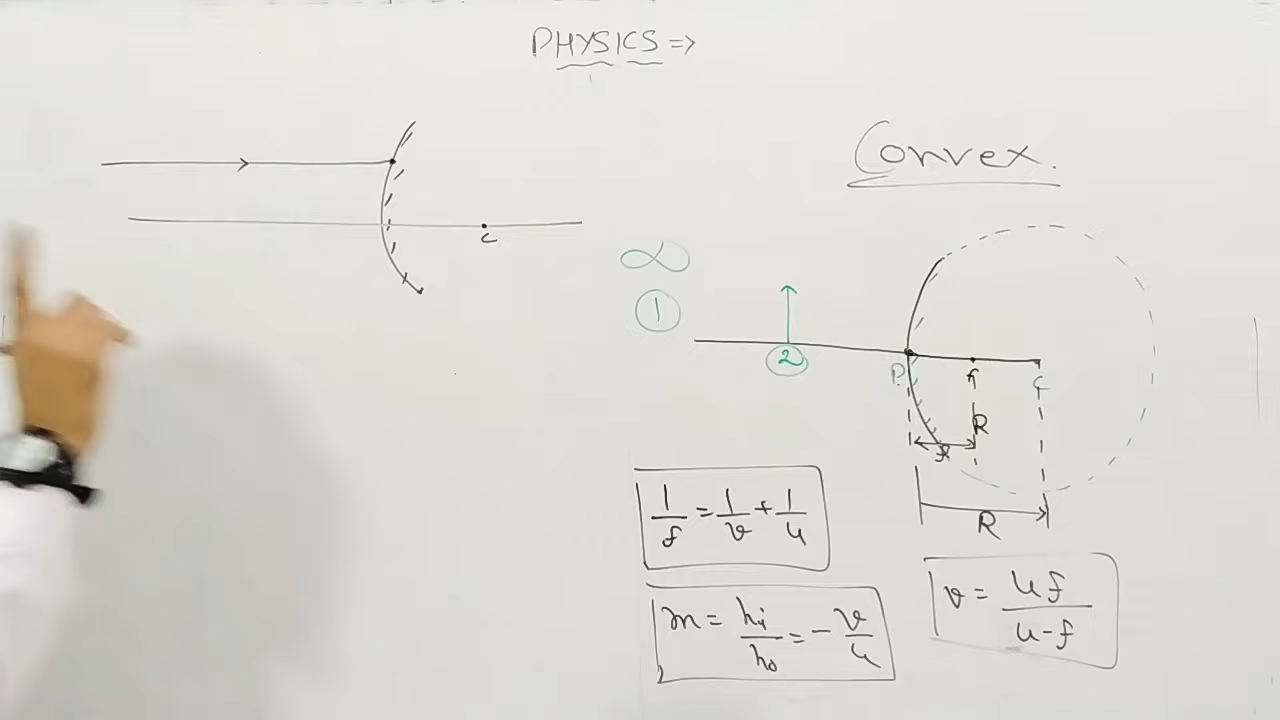 PHYSICS ⇒
Convex.
c
∞
1
2
P
R
R
1/f = 1/v + 1/u
v = uf/u-f
m = hi/ho = -v/u